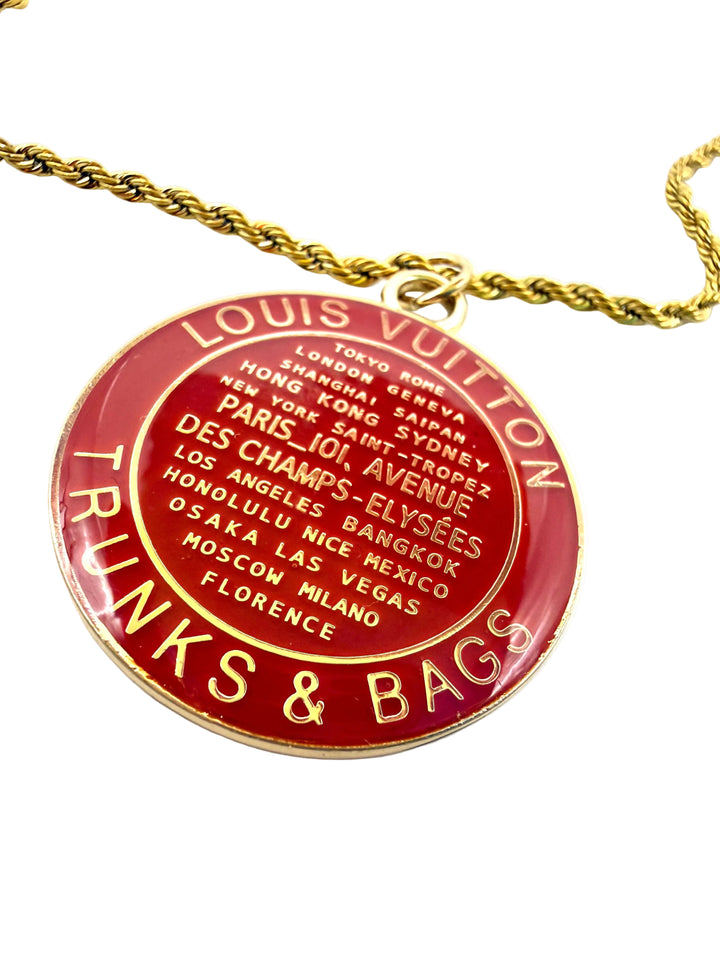 LOUIS VUITTON
TOKYO ROME
LONDON GENEVA
SHANGHAI SAIPAN
HONG KONG SYDNEY
NEW YORK SAINT-TROPEZ
PARIS_101, AVENUE
DES CHAMPS-ELYSÉES
LOS ANGELES BANGKOK
HONOLULU NICE MEXICO
OSAKA LAS VEGAS
MOSCOW MILANO
FLORENCE
TRUNKS & BAGS